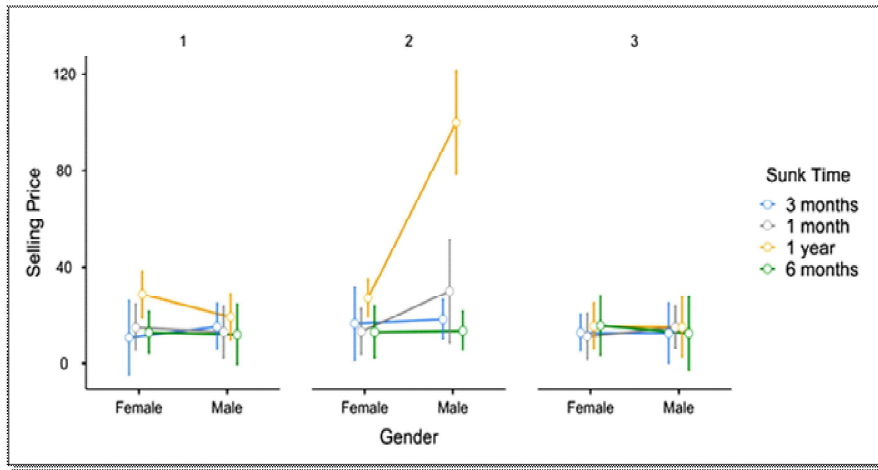 1 2 3
120
80
40
0
Selling Price
Female Male Female Male Female Male
Gender
Sunk Time
3 months
1 month
1 year
6 months